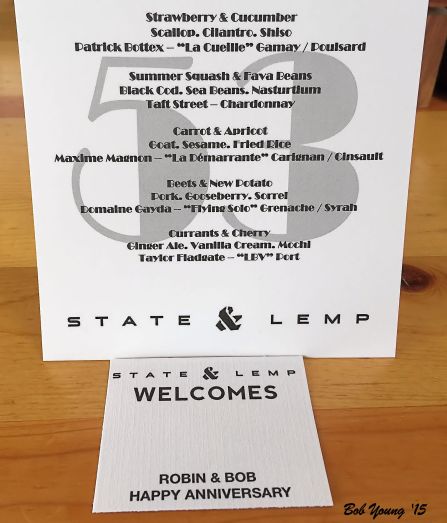 53
Strawberry & Cucumber
Scallop. Cilantro. Shiso
Patrick Bottex – "La Cueille" Gamay / Poulsard
Summer Squash & Fava Beans
Black Cod. Sea Beans. Nasturtium
Taft Street – Chardonnay
Carrot & Apricot
Goat. Sesame. Fried Rice
Maxime Magnon – "La Démarrante" Carignan / Cinsault
Beets & New Potato
Pork. Gooseberry. Sorrel
Domaine Gayda – "Flying Solo" Grenache / Syrah
Currants & Cherry
Ginger Ale. Vanilla Cream. Mochi
Taylor Fladgate – "LBV" Port
STATE & LEMP
STATE & LEMP
WELCOMES
ROBIN & BOB
HAPPY ANNIVERSARY
Bob Young '15